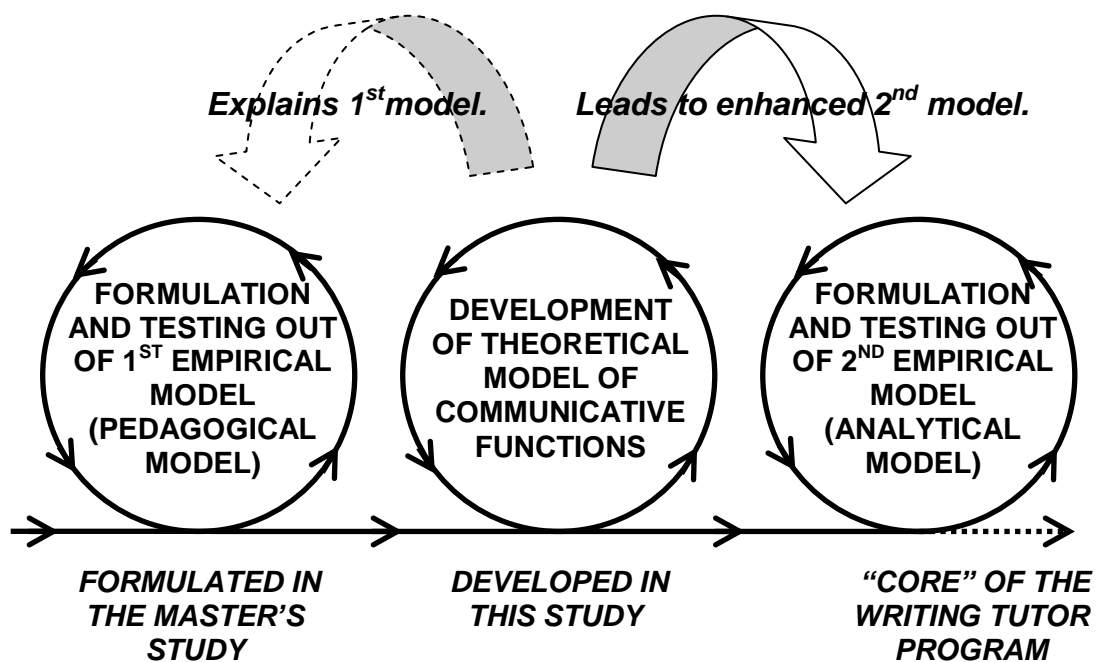 Explains 1st model.
Leads to enhanced 2nd model.
FORMULATION
AND TESTING OUT
OF 1ST EMPIRICAL
MODEL
(PEDAGOGICAL
MODEL)
DEVELOPMENT
OF THEORETICAL
MODEL OF
COMMUNICATIVE
FUNCTIONS
FORMULATION
AND TESTING OUT
OF 2ND EMPIRICAL
MODEL
(ANALYTICAL
MODEL)
FORMULATED IN
THE MASTER’S
STUDY
DEVELOPED IN
THIS STUDY
“CORE” OF THE
WRITING TUTOR
PROGRAM